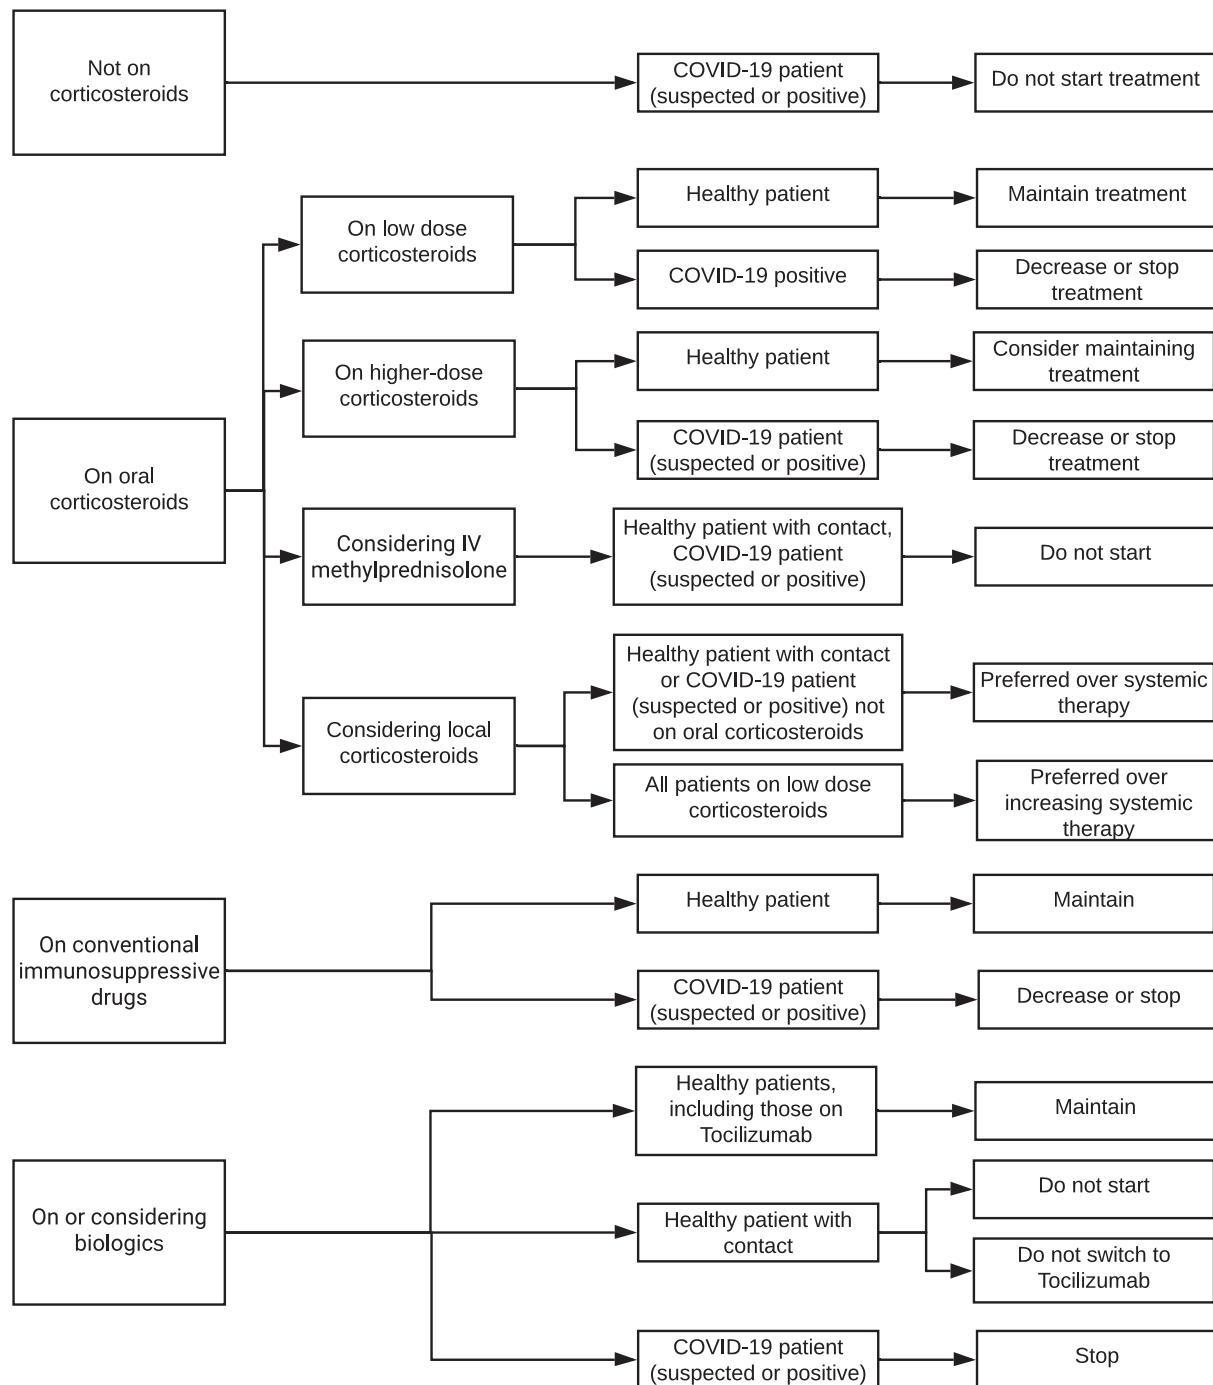 Not on
corticosteroids
COVID-19 patient
(suspected or positive)
Do not start treatment
On oral
corticosteroids
On low dose
corticosteroids
Healthy patient
Maintain treatment
COVID-19 positive
Decrease or stop
treatment
On higher-dose
corticosteroids
Healthy patient
Consider maintaining
treatment
COVID-19 patient
(suspected or positive)
Decrease or stop
treatment
Considering IV
methylprednisolone
Healthy patient with contact,
COVID-19 patient
(suspected or positive)
Do not start
Considering local
corticosteroids
Healthy patient with contact
or COVID-19 patient
(suspected or positive) not
on oral corticosteroids
Preferred over systemic
therapy
All patients on low dose
corticosteroids
Preferred over
increasing systemic
therapy
On conventional
immunosuppressive
drugs
Healthy patient
Maintain
COVID-19 patient
(suspected or positive)
Decrease or stop
On or considering
biologics
Healthy patients,
including those on
Tocilizumab
Maintain
Healthy patient with
contact
Do not start
Do not switch to
Tocilizumab
COVID-19 patient
(suspected or positive)
Stop